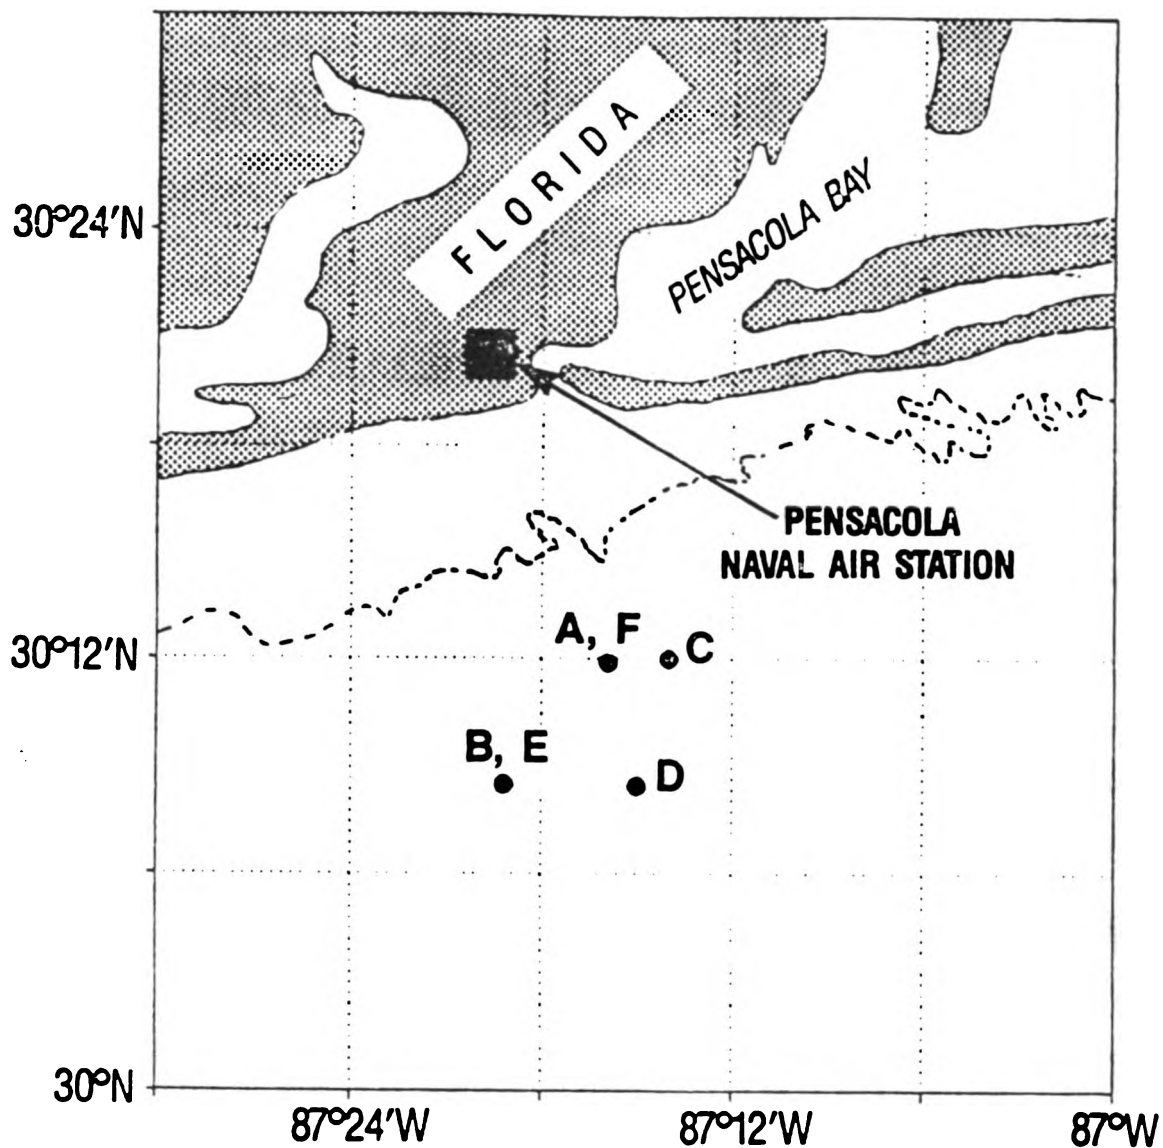 FLORIDA
30°24'N
PENSACOLA BAY
PENSACOLA
NAVAL AIR STATION
A, F
C
30°12'N
B, E
D
30°N
87°24'W
87°12'W
87°W